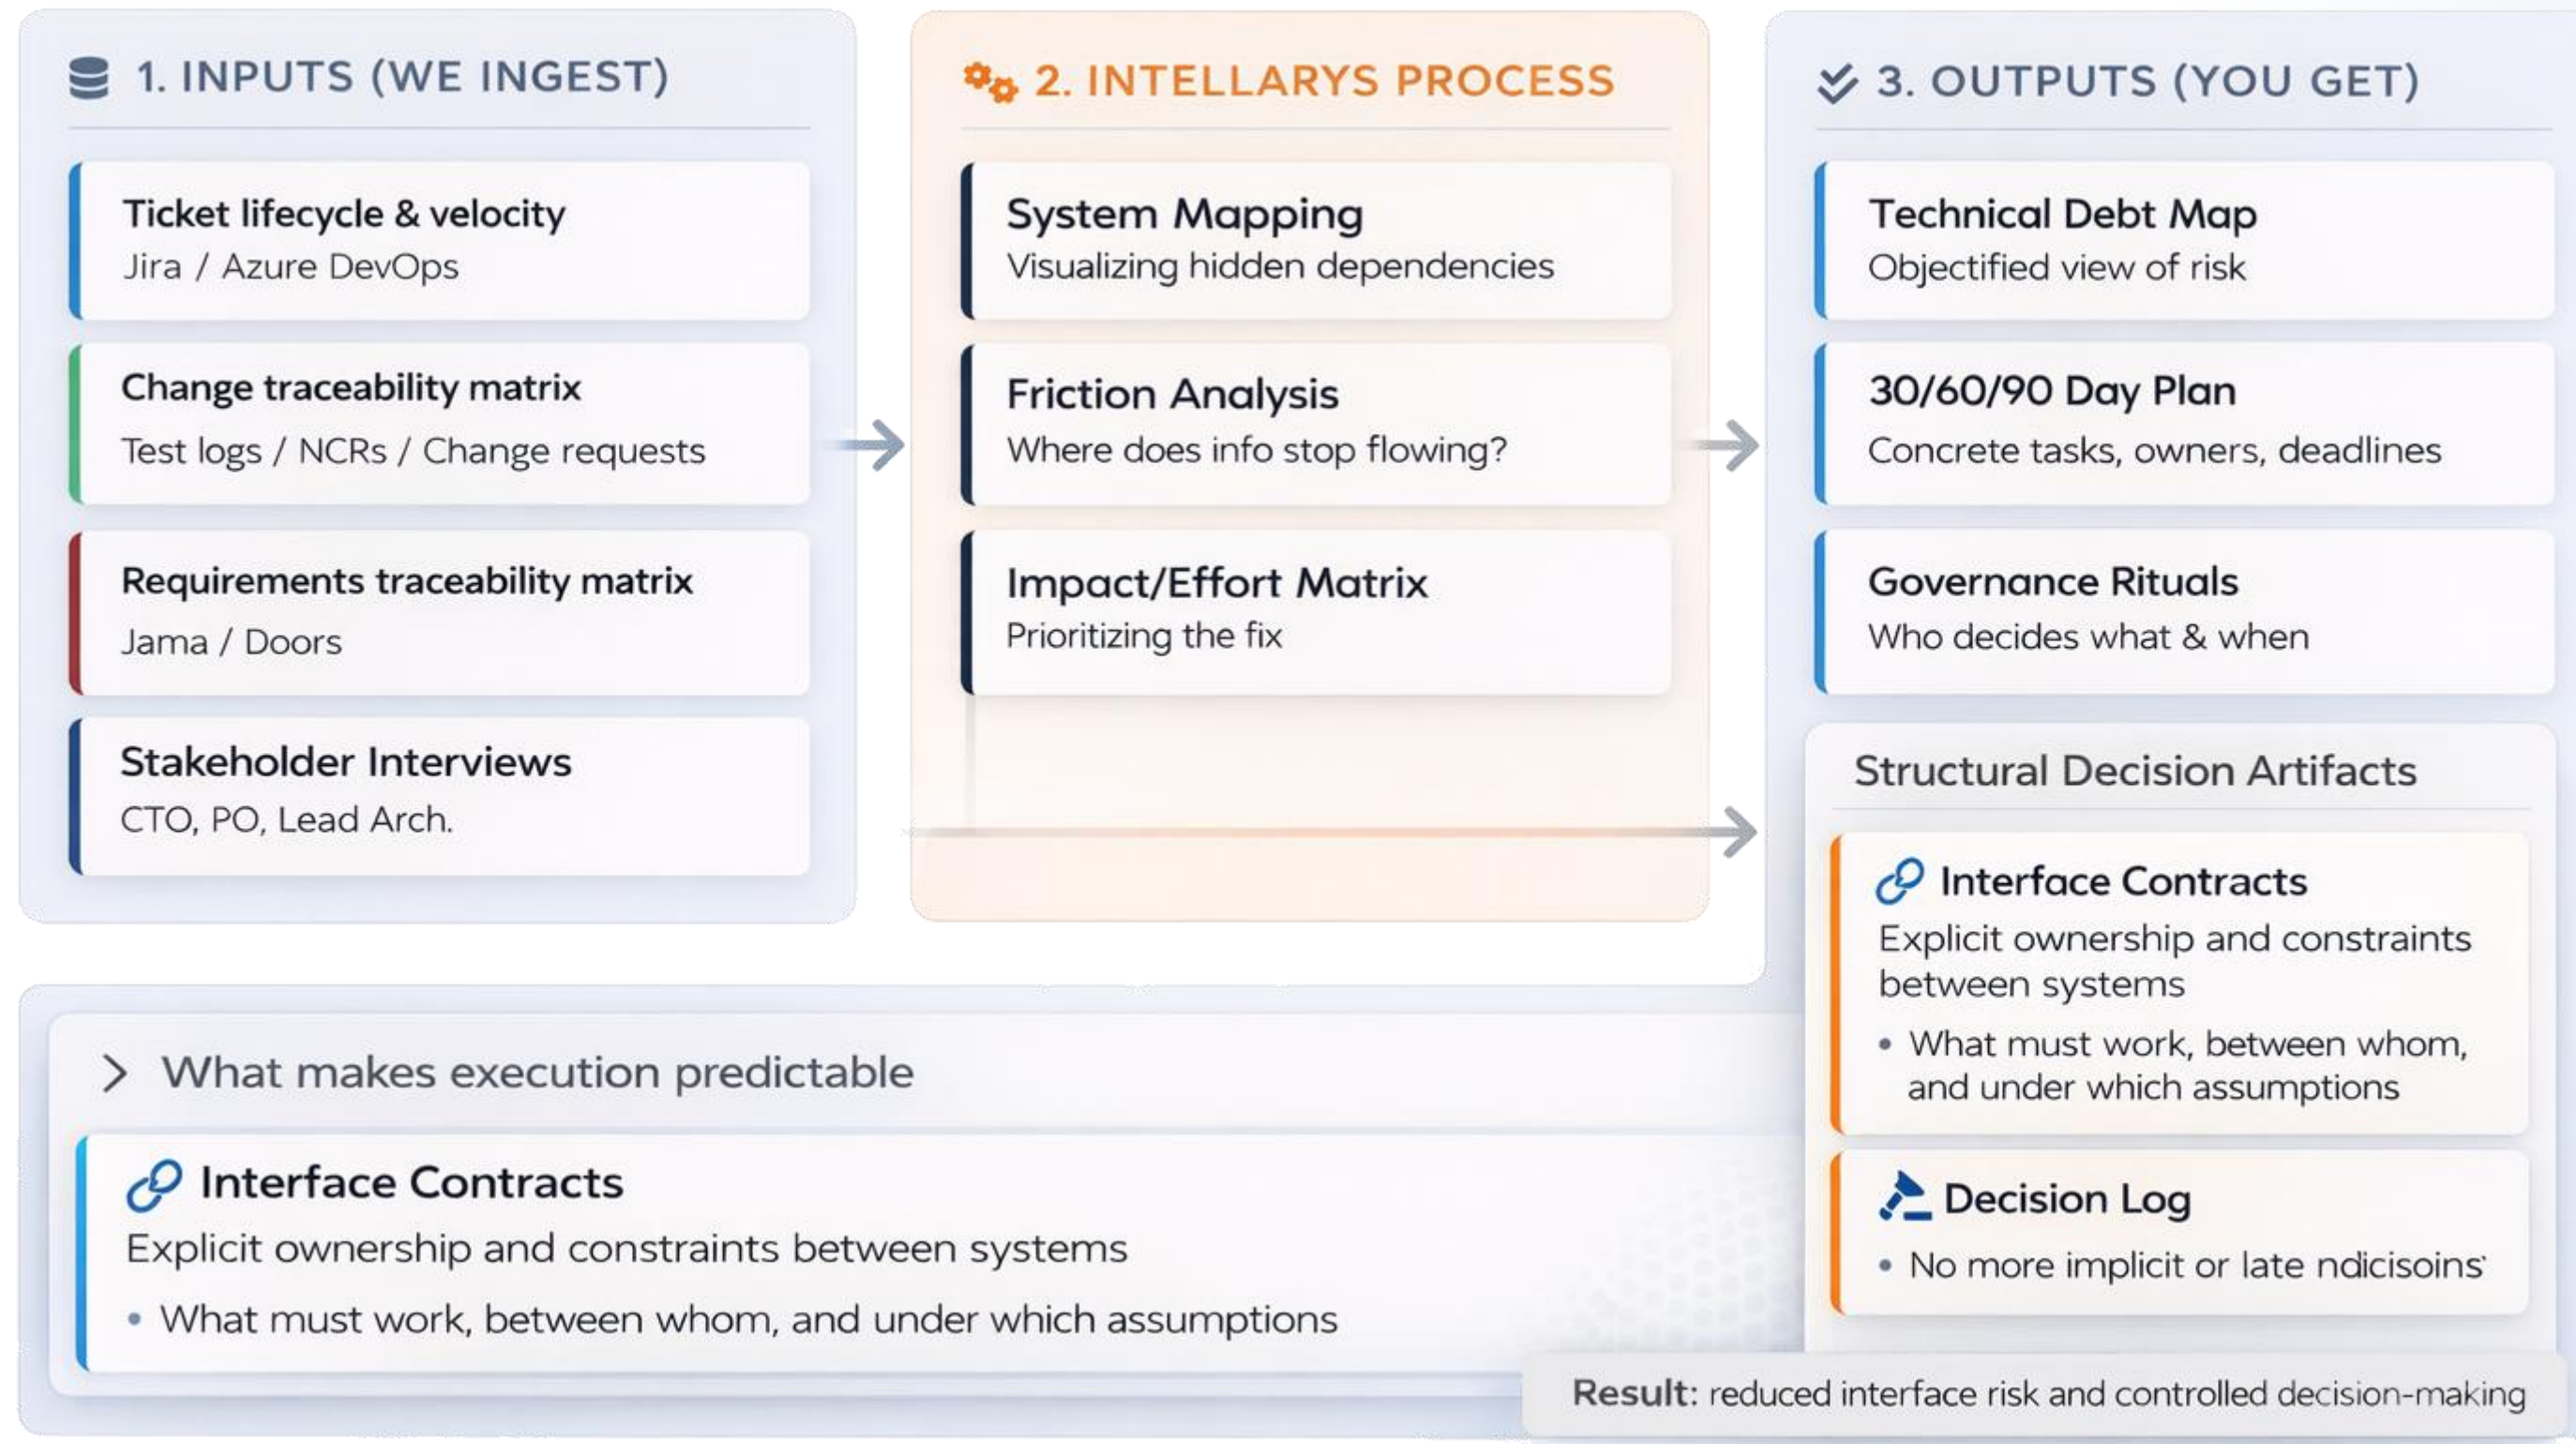 1. INPUTS (WE INGEST)
Ticket lifecycle & velocity
Jira / Azure DevOps
Change traceability matrix
Test logs / NCRs / Change requests
Requirements traceability matrix
Jama / Doors
Stakeholder Interviews
CTO, PO, Lead Arch.
2. INTELLARYS PROCESS
System Mapping
Visualizing hidden dependencies
Friction Analysis
Where does info stop flowing?
Impact/Effort Matrix
Prioritizing the fix
3. OUTPUTS (YOU GET)
Technical Debt Map
Objectified view of risk
30/60/90 Day Plan
Concrete tasks, owners, deadlines
Governance Rituals
Who decides what & when
Structural Decision Artifacts
Interface Contracts
Explicit ownership and constraints
between systems
• What must work, between whom,
and under which assumptions
Decision Log
• No more implicit or late ndicisoins'
What makes execution predictable
Interface Contracts
Explicit ownership and constraints between systems
• What must work, between whom, and under which assumptions
Result: reduced interface risk and controlled decision-making